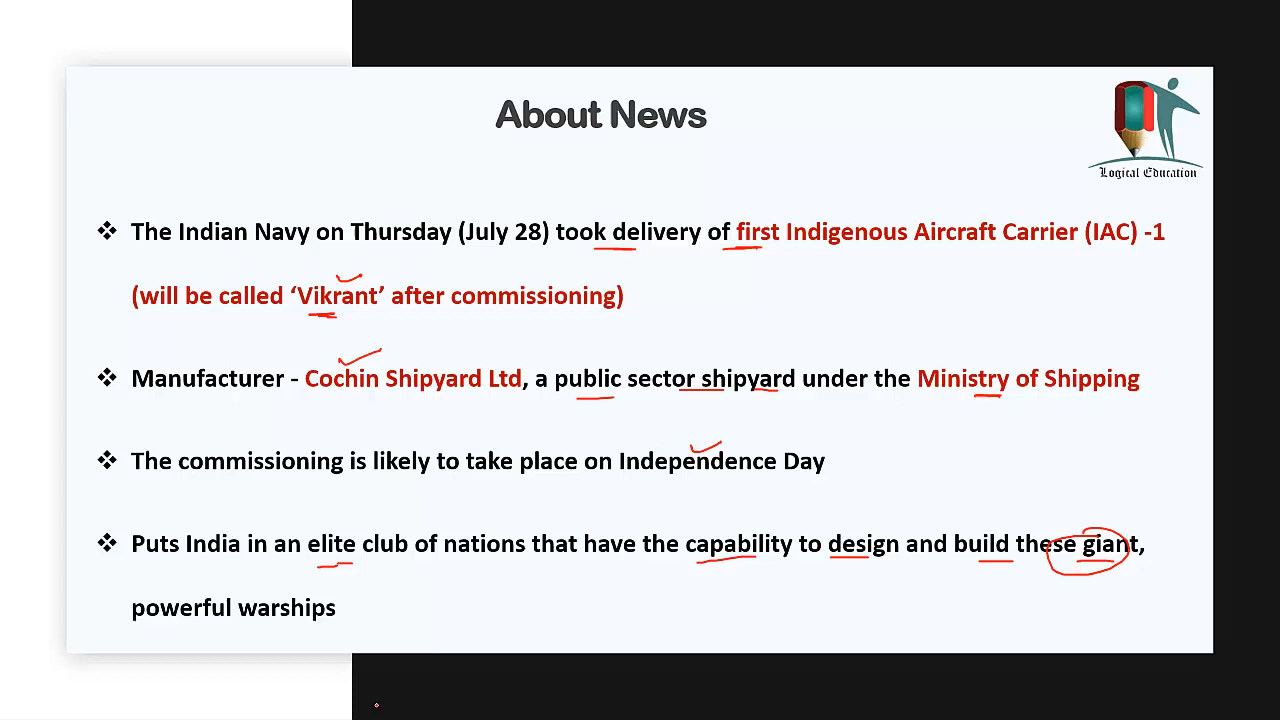 About News
Logical Education
❖ The Indian Navy on Thursday (July 28) took delivery of first Indigenous Aircraft Carrier (IAC) -1
(will be called ‘Vikrant’ after commissioning)
❖ Manufacturer - Cochin Shipyard Ltd, a public sector shipyard under the Ministry of Shipping
❖ The commissioning is likely to take place on Independence Day
❖ Puts India in an elite club of nations that have the capability to design and build these giant,
powerful warships